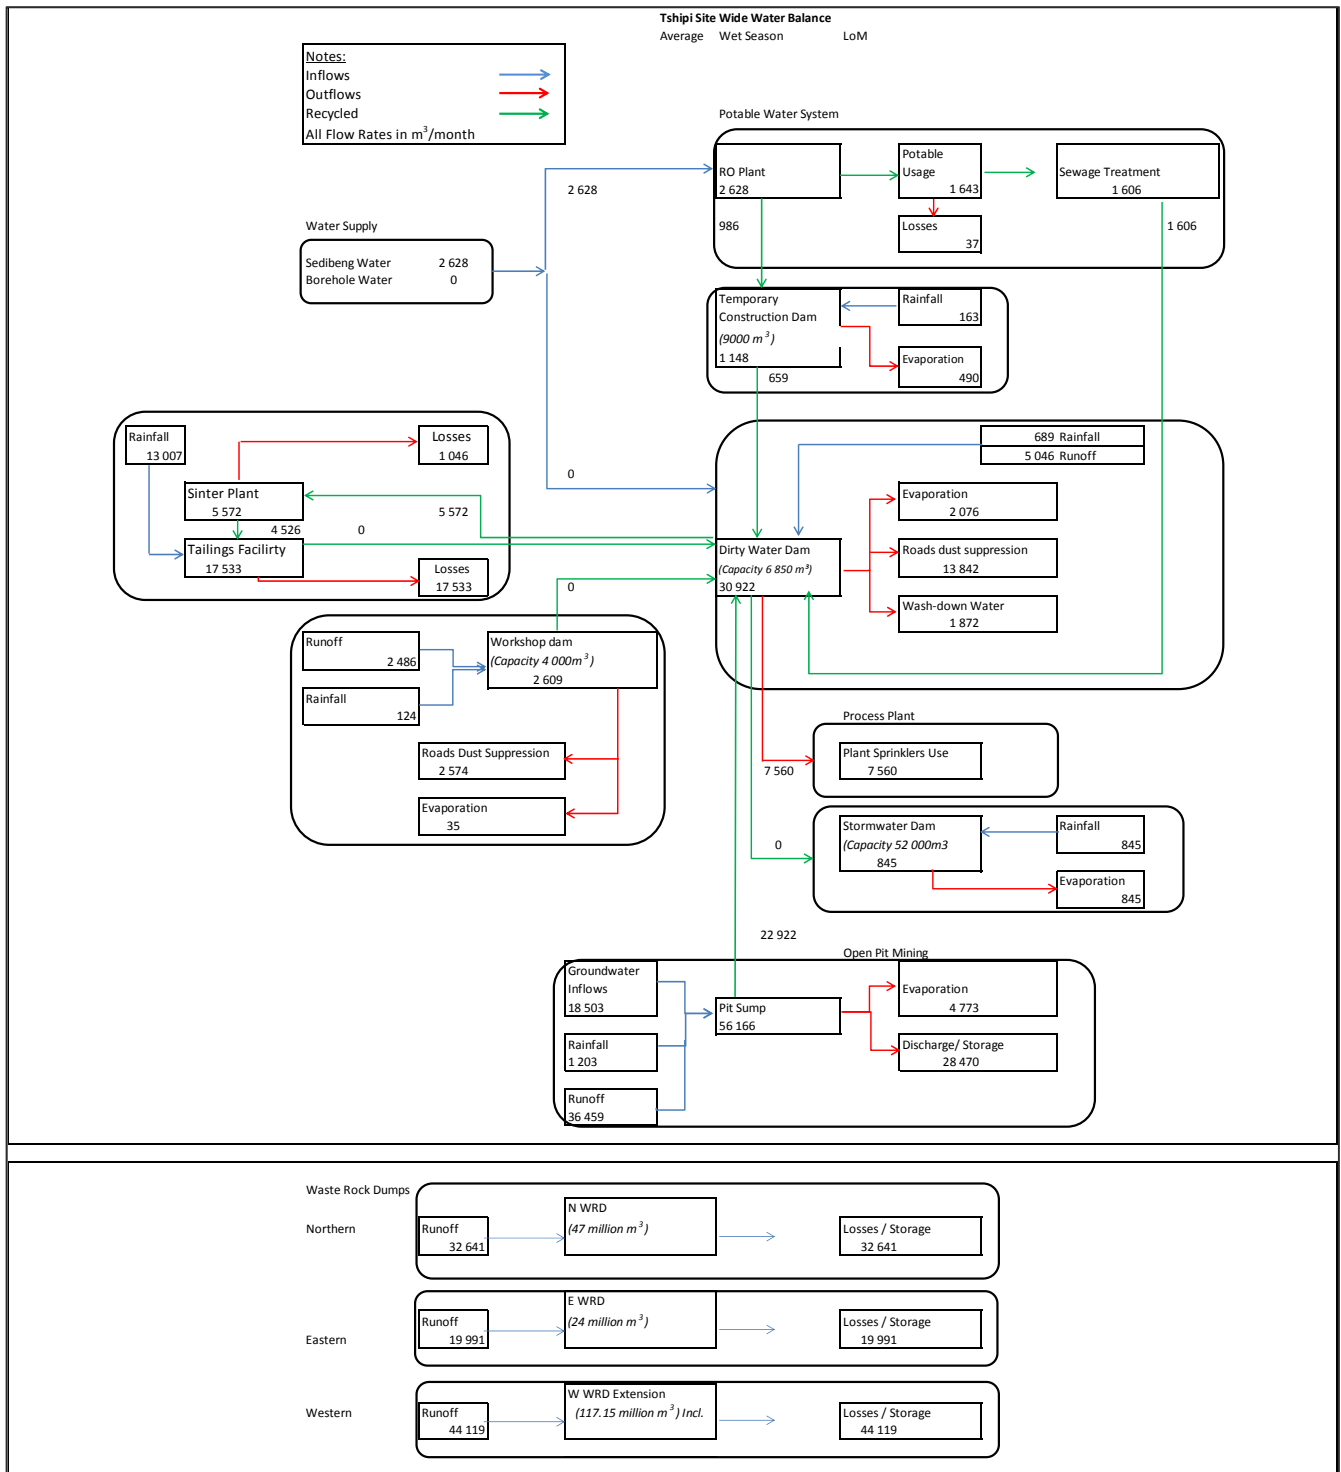 Tshipi Site Wide Water Balance
Average Wet Season LoM
Notes:
Inflows
Outflows
Recycled
All Flow Rates in m³/month
Potable Water System
RO Plant
2 628
Potable
Usage
1 643
Sewage Treatment
1 606
2 628
986
Losses
37
1 606
Water Supply
Sedibeng Water 2 628
Borehole Water 0
Temporary
Construction Dam
(9000 m³)
1 148
Rainfall
163
Evaporation
490
659
Rainfall
13 007
Losses
1 046
Sinter Plant
5 572
4 526
0
5 572
Tailings Facilirty
17 533
Losses
17 533
0
689 Rainfall
5 046 Runoff
Evaporation
2 076
Dirty Water Dam
(Capacity 6 850 m³)
30 922
Roads dust suppression
13 842
Wash-down Water
1 872
0
Runoff
2 486
Rainfall
124
Workshop dam
(Capacity 4 000m³)
2 609
Roads Dust Suppression
2 574
Evaporation
35
Process Plant
Plant Sprinklers Use
7 560
7 560
Stormwater Dam
(Capacity 52 000m3
845
0
Rainfall
845
Evaporation
845
22 922
Open Pit Mining
Groundwater
Inflows
18 503
Rainfall
1 203
Runoff
36 459
Pit Sump
56 166
Evaporation
4 773
Discharge/ Storage
28 470
Waste Rock Dumps
Northern
Runoff
32 641
N WRD
(47 million m³)
Losses / Storage
32 641
Eastern
Runoff
19 991
E WRD
(24 million m³)
Losses / Storage
19 991
Western
Runoff
44 119
W WRD Extension
(117.15 million m³) Incl.
Losses / Storage
44 119